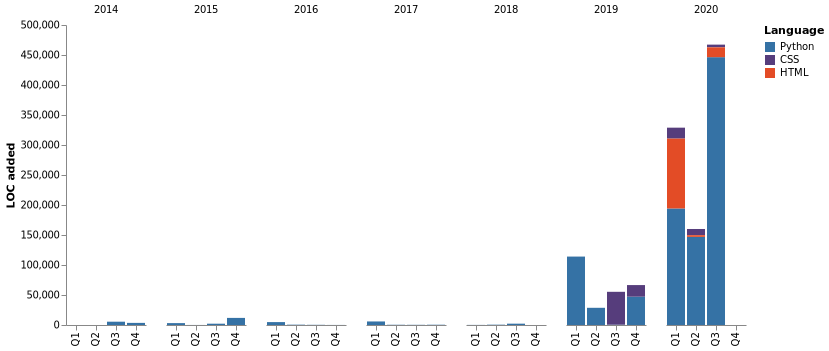 2014 2015 2016 2017 2018 2019 2020
Language
Python
CSS
HTML
LOC added
500,000
450,000
400,000
350,000
300,000
250,000
200,000
150,000
100,000
50,000
0
Q1 Q2 Q3 Q4 Q1 Q2 Q3 Q4 Q1 Q2 Q3 Q4 Q1 Q2 Q3 Q4 Q1 Q2 Q3 Q4 Q1 Q2 Q3 Q4 Q1 Q2 Q3 Q4